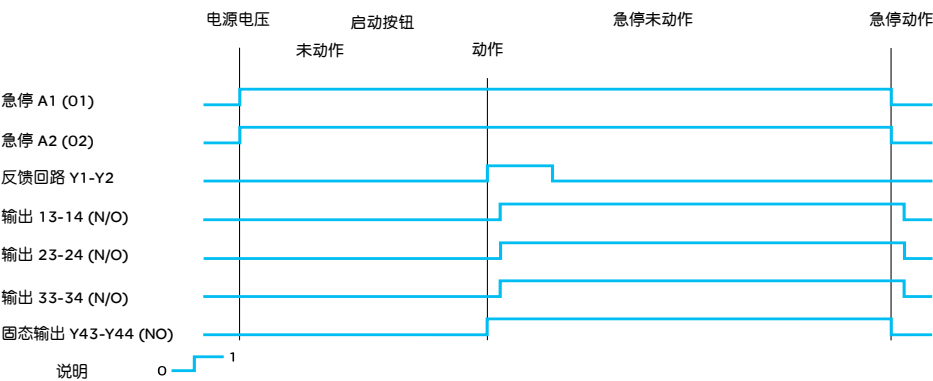 电源电压 启动按钮 急停未动作 急停动作
未动作 动作
急停 A1 (01)
急停 A2 (02)
反馈回路 Y1-Y2
输出 13-14 (N/O)
输出 23-24 (N/O)
输出 33-34 (N/O)
固态输出 Y43-Y44 (NO)
说明 0 1